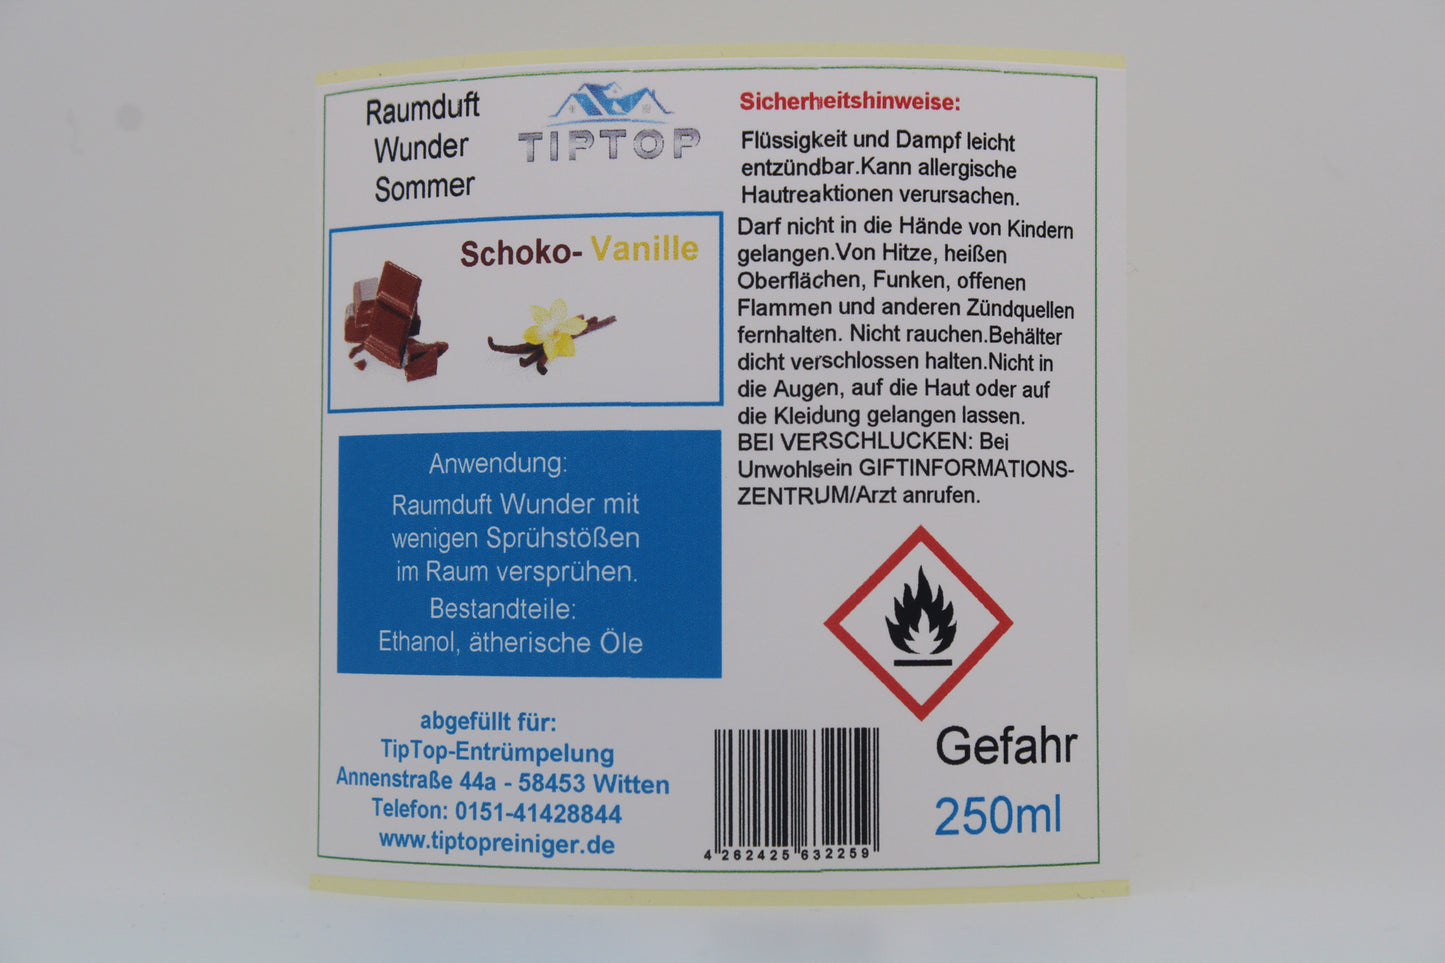 Raumduft
Wunder
Sommer
TIPTOP
Schoko- Vanille
Anwendung:
Raumduft Wunder mit
wenigen Sprühstößen
im Raum versprühen.
Bestandteile:
Ethanol, ätherische Öle
abgefüllt für:
TipTop-Entrümpelung
Annenstraße 44a - 58453 Witten
Telefon: 0151-41428844
www.tiptopreiniger.de
Sicherheitshinweise:
Flüssigkeit und Dampf leicht
entzündbar.Kann allergische
Hautreaktionen verursachen.
Darf nicht in die Hände von Kindern
gelangen.Von Hitze, heißen
Oberflächen, Funken, offenen
Flammen und anderen Zündquellen
fernhalten. Nicht rauchen.Behälter
dicht verschlossen halten.Nicht in
die Augen, auf die Haut oder auf
die Kleidung gelangen lassen.
BEI VERSCHLUCKEN: Bei
Unwohlsein GIFTINFORMATIONS-
ZENTRUM/Arzt anrufen.
Gefahr
250ml
4 262425 632259